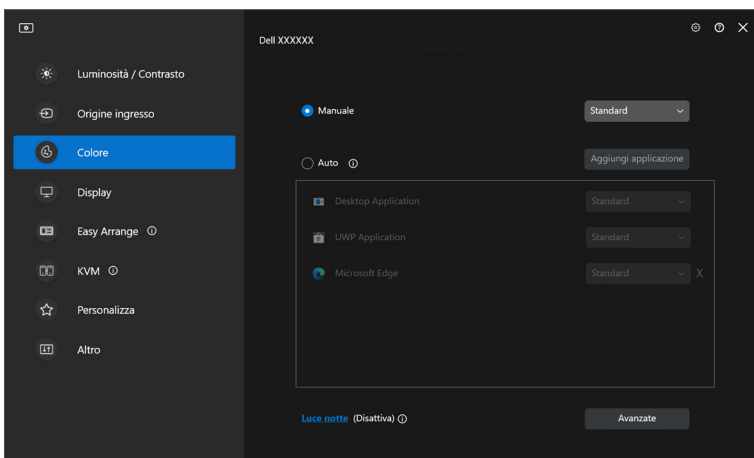 Dell XXXXXX
Luminosità / Contrasto
Origine ingresso
Colore
Display
Easy Arrange
KVM
Personalizza
Altro
Manuale
Standard
Auto
Aggiungi applicazione
Desktop Application
Standard
UWP Application
Standard
Microsoft Edge
Standard
X
Luce notte (Disattiva)
Avanzate